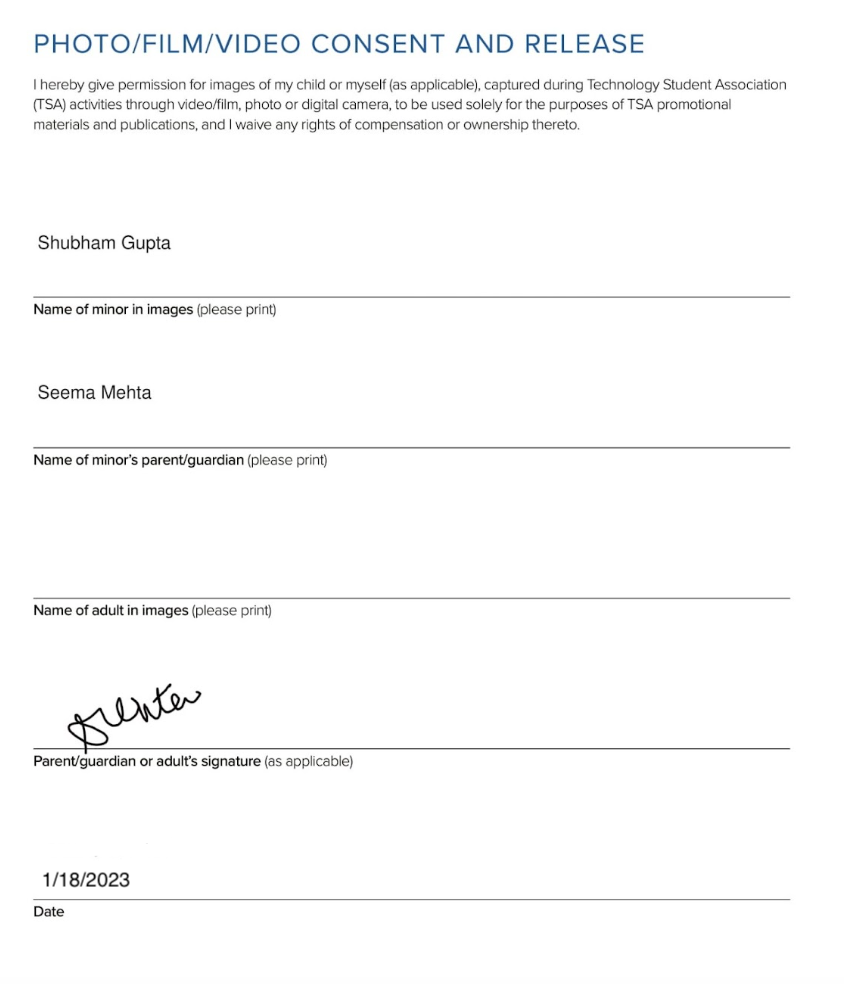 PHOTO/FILM/VIDEO CONSENT AND RELEASE
I hereby give permission for images of my child or myself (as applicable), captured during Technology Student Association
(TSA) activities through video/film, photo or digital camera, to be used solely for the purposes of TSA promotional
materials and publications, and I waive any rights of compensation or ownership thereto.
Shubham Gupta
Name of minor in images (please print)
Seema Mehta
Name of minor's parent/guardian (please print)
Name of adult in images (please print)
Parent/guardian or adult's signature (as applicable)
1/18/2023
Date